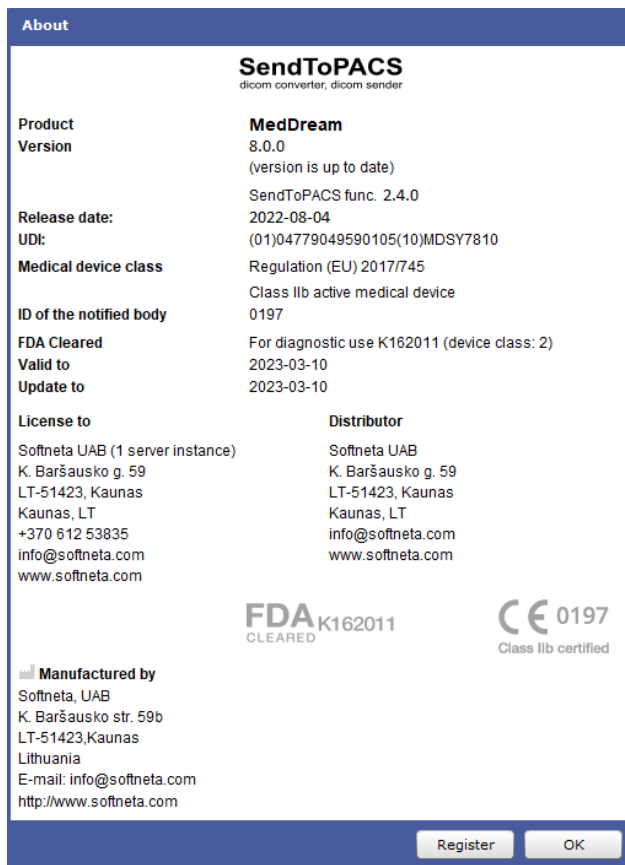 About
SendToPACS
dicom converter, dicom sender
Product MedDream
Version 8.0.0
(version is up to date)
SendToPACS func. 2.4.0
Release date: 2022-08-04
UDI: (01)04779049590105(10)MDSY7810
Medical device class Regulation (EU) 2017/745
Class IIb active medical device
ID of the notified body 0197
FDA Cleared For diagnostic use K162011 (device class: 2)
Valid to 2023-03-10
Update to 2023-03-10
License to Distributor
Softneta UAB (1 server instance) Softneta UAB
K. Baršausko g. 59 K. Baršausko g. 59
LT-51423, Kaunas LT-51423, Kaunas
Kaunas, LT Kaunas, LT
+370 612 53835 info@softneta.com
info@softneta.com www.softneta.com
www.softneta.com
FDA K162011 CE 0197
CLEARED Class IIb certified
Manufactured by
Softneta, UAB
K. Baršausko str. 59b
LT-51423,Kaunas
Lithuania
E-mail: info@softneta.com
http://www.softneta.com
Register OK